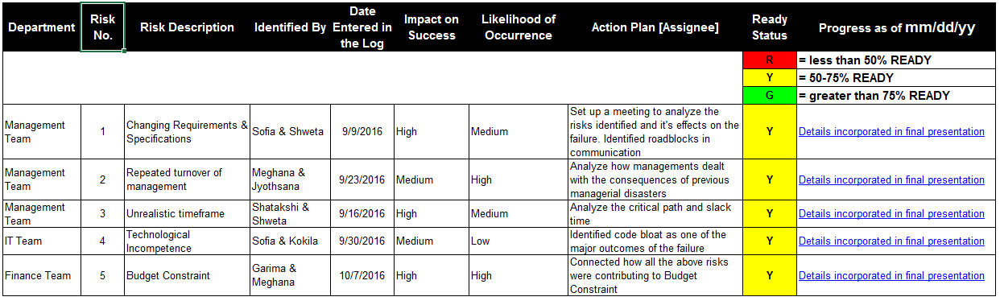 Department Risk No. Risk Description Identified By Date Entered in the Log Impact on Success Likelihood of Occurrence Action Plan [Assignee] Ready Status Progress as of mm/dd/yy
R = less than 50% READY
Y = 50-75% READY
G = greater than 75% READY
Management Team 1 Changing Requirements & Specifications Sofia & Shweta 9/9/2016 High Medium Set up a meeting to analyze the risks identified and it's effects on the failure. Identified roadblocks in communication Y Details incorporated in final presentation
Management Team 2 Repeated turnover of management Meghana & Jyothsana 9/23/2016 Medium High Analyze how managements dealt with the consequences of previous managerial disasters Y Details incorporated in final presentation
Management Team 3 Unrealistic timeframe Shatakshi & Shweta 9/16/2016 High Medium Analyze the critical path and slack time Y Details incorporated in final presentation
IT Team 4 Technological Incompetence Sofia & Kokila 9/30/2016 Medium Low Identified code bloat as one of the major outcomes of the failure Y Details incorporated in final presentation
Finance Team 5 Budget Constraint Garima & Meghana 10/7/2016 High High Connected how all the above risks were contributing to Budget Constraint Y Details incorporated in final presentation